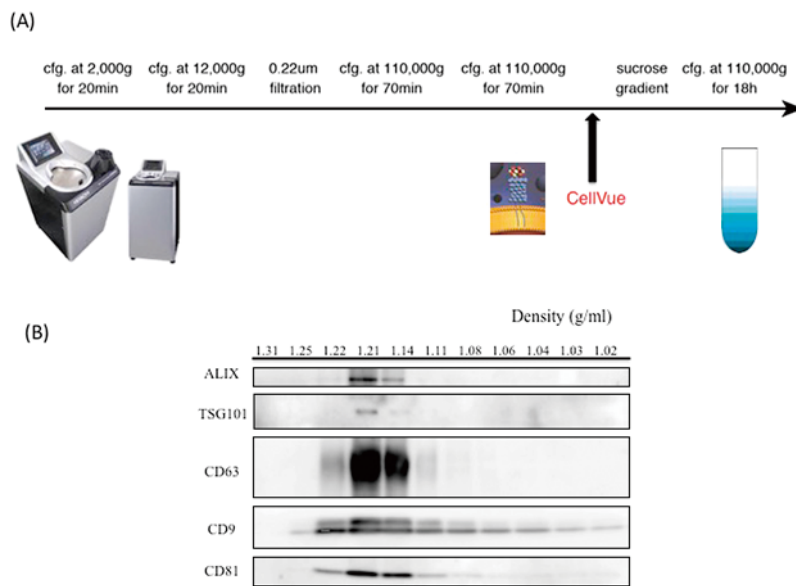 (A)
cfg. at 2,000g cfg. at 12,000g 0.22um cfg. at 110,000g cfg. at 110,000g sucrose cfg. at 110,000g
for 20min for 20min filtration for 70min for 70min gradient for 18h
CellVue
(B)
Density (g/ml)
1.31 1.25 1.22 1.21 1.14 1.11 1.08 1.06 1.04 1.03 1.02
ALIX
TSG101
CD63
CD9
CD81